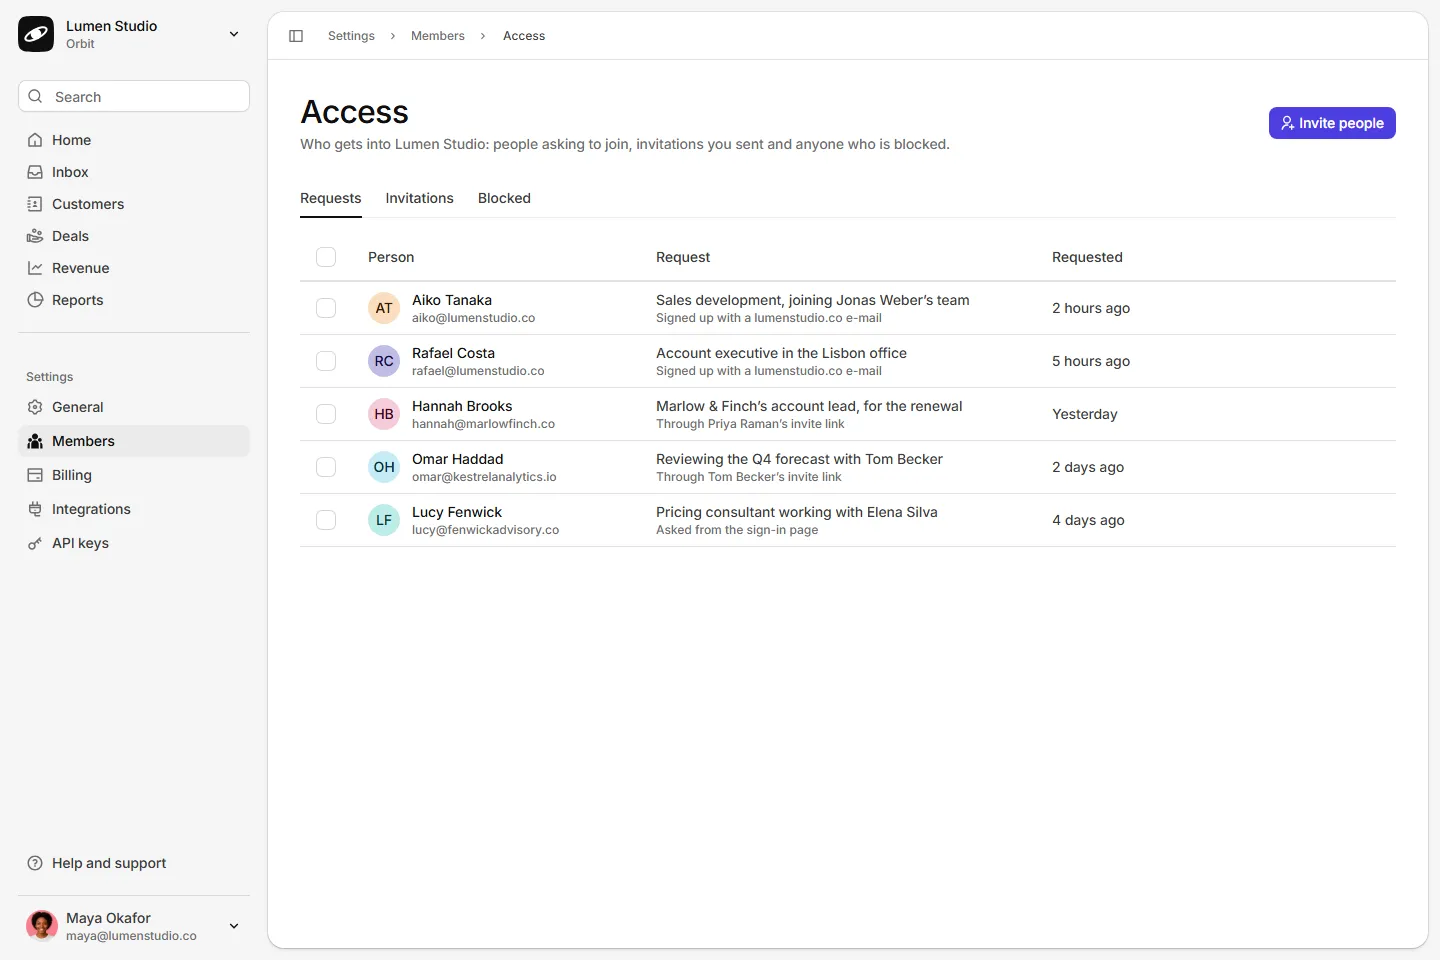 Lumen Studio
Orbit
Search
Home
Inbox
Customers
Deals
Revenue
Reports
Settings
General
Members
Billing
Integrations
API keys
Help and support
Maya Okafor
maya@lumenstudio.co
Settings > Members > Access
Access
Who gets into Lumen Studio: people asking to join, invitations you sent and anyone who is blocked.
Invite people
Requests Invitations Blocked
Person Request Requested
AT Aiko Tanaka Sales development, joining Jonas Weber’s team 2 hours ago
aiko@lumenstudio.co Signed up with a lumenstudio.co e-mail
RC Rafael Costa Account executive in the Lisbon office 5 hours ago
rafael@lumenstudio.co Signed up with a lumenstudio.co e-mail
HB Hannah Brooks Marlow & Finch’s account lead, for the renewal Yesterday
hannah@marlowfinch.co Through Priya Raman’s invite link
OH Omar Haddad Reviewing the Q4 forecast with Tom Becker 2 days ago
omar@kestrelanalytics.io Through Tom Becker’s invite link
LF Lucy Fenwick Pricing consultant working with Elena Silva 4 days ago
lucy@fenwickadvisory.co Asked from the sign-in page